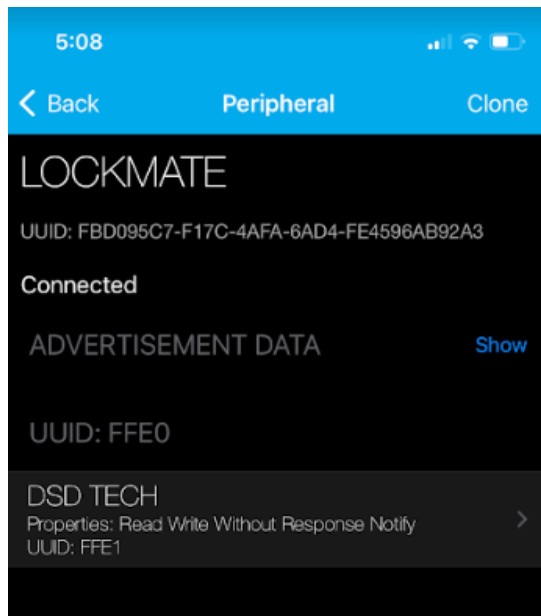 5:08
Back Peripheral Clone
LOCKMATE
UUID: FBD095C7-F17C-4AFA-6AD4-FE4596AB92A3
Connected
ADVERTISEMENT DATA Show
UUID: FFE0
DSD TECH
Properties: Read Write Without Response Notify
UUID: FFE1